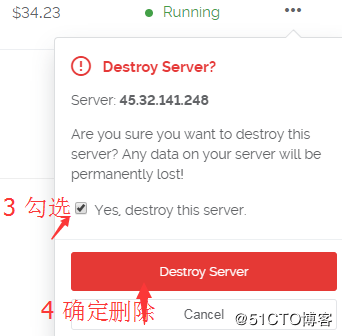 $34.23 Running •••
Destroy Server?
Server: 45.32.141.248
Are you sure you want to destroy this
server? Any data on your server will be
permanently lost!
3 勾选 Yes, destroy this server.
Destroy Server
4 确定删除 Cancel
@51CTO博客